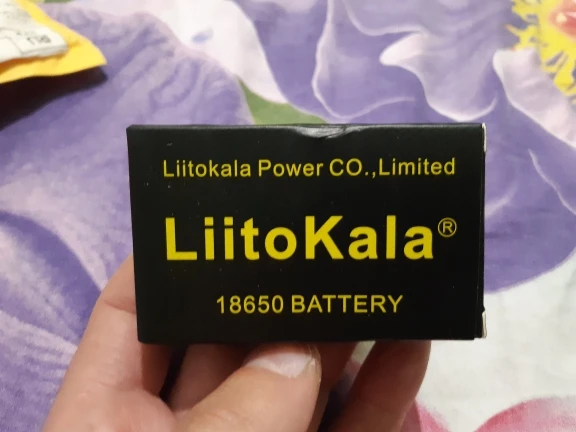 Liitokala Power CO.,Limited
LiitoKala®
18650 BATTERY